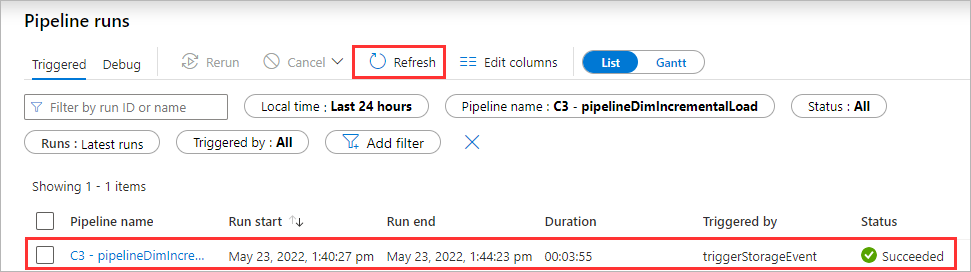 Pipeline runs
Triggered Debug Rerun Cancel Refresh Edit columns List Gantt
Filter by run ID or name Local time : Last 24 hours Pipeline name : C3 - pipelineDimIncrementalLoad Status : All
Runs : Latest runs Triggered by : All Add filter
Showing 1 - 1 items
Pipeline name Run start ↑↓ Run end Duration Triggered by Status
C3 - pipelineDimIncre... May 23, 2022, 1:40:27 pm May 23, 2022, 1:44:23 pm 00:03:55 triggerStorageEvent Succeeded